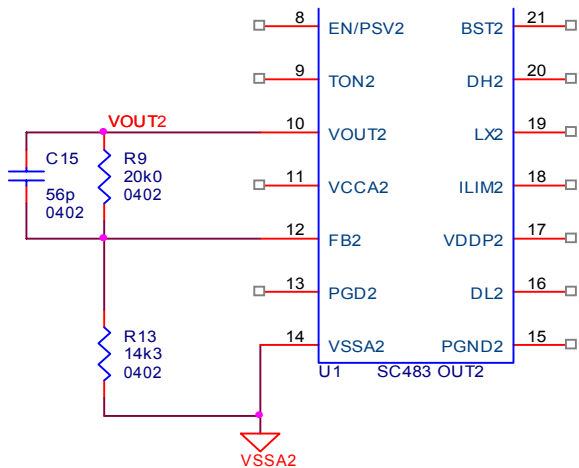 8 EN/PSV2 BST2 21
9 TON2 DH2 20
VOUT2
10 VOUT2 LX2 19
C15
56p
0402
R9
20k0
0402
11 VCCA2 ILIM2 18
12 FB2 VDDP2 17
13 PGD2 DL2 16
R13
14k3
0402
14 VSSA2 PGND2 15
U1 SC483 OUT2
VSSA2